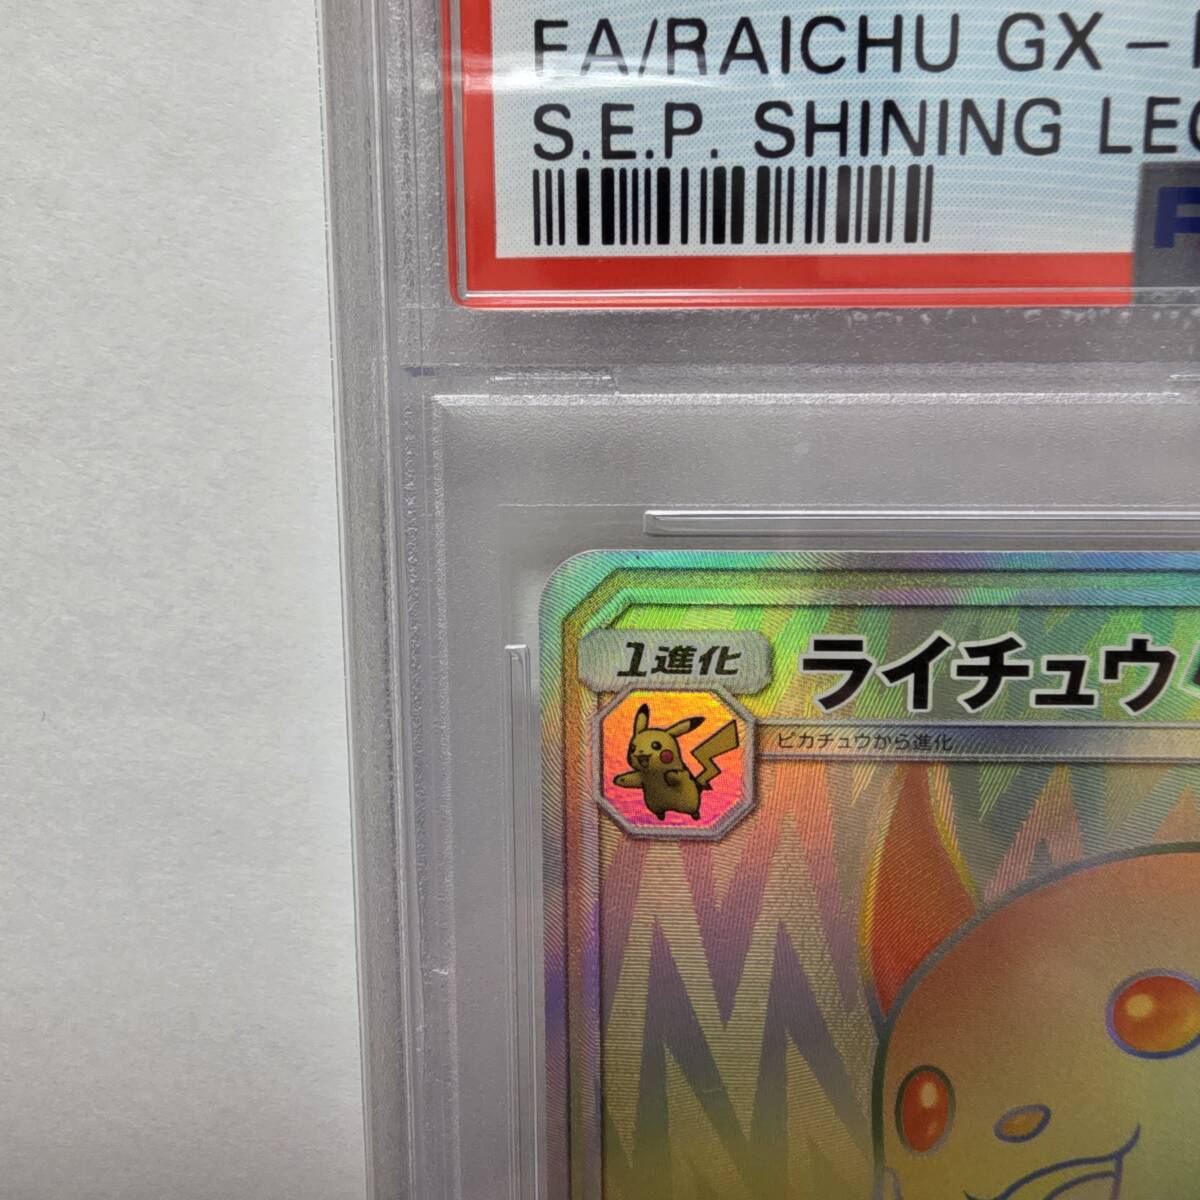 FA/RAICHU GX –
S.E.P. SHINING
1進化
ライチュウ
ピカチュウから進化